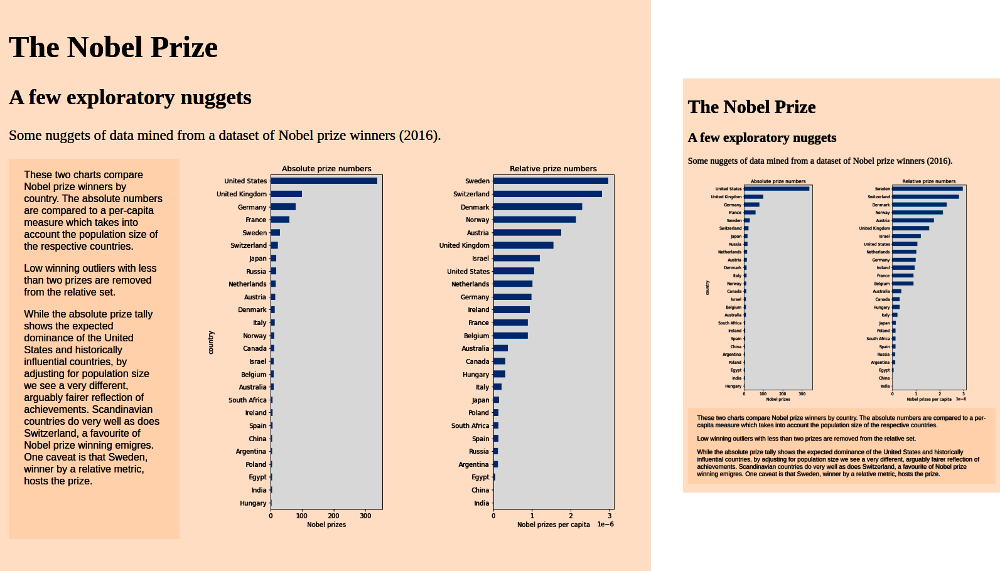 The Nobel Prize
A few exploratory nuggets
Some nuggets of data mined from a dataset of Nobel prize winners (2016).
These two charts compare
Nobel prize winners by
country. The absolute numbers
are compared to a per-capita
measure which takes into
account the population size of
the respective countries.
Low winning outliers with less
than two prizes are removed
from the relative set.
While the absolute prize tally
shows the expected
dominance of the United
States and historically
influential countries, by
adjusting for population size
we see a very different,
arguably fairer reflection of
achievements. Scandinavian
countries do very well as does
Switzerland, a favourite of
Nobel prize winning emigres.
One caveat is that Sweden,
winner by a relative metric,
hosts the prize.
Absolute prize numbers
country
United States
United Kingdom
Germany
France
Sweden
Switzerland
Japan
Russia
Netherlands
Austria
Denmark
Italy
Norway
Canada
Israel
Belgium
Australia
South Africa
Ireland
Spain
China
Argentina
Poland
Egypt
India
Hungary
0 100 200 300
Nobel prizes
Relative prize numbers
Sweden
Switzerland
Denmark
Norway
Austria
United Kingdom
Israel
United States
Netherlands
Germany
Ireland
France
Belgium
Australia
Canada
Hungary
Italy
Japan
Poland
South Africa
Spain
Russia
Argentina
Egypt
China
India
0 1 2 3
Nobel prizes per capita 1e−6
The Nobel Prize
A few exploratory nuggets
Some nuggets of data mined from a dataset of Nobel prize winners (2016).
Absolute prize numbers
country
United States
United Kingdom
Germany
France
Sweden
Switzerland
Japan
Russia
Netherlands
Austria
Denmark
Italy
Norway
Canada
Israel
Belgium
Australia
South Africa
Ireland
Spain
China
Argentina
Poland
Egypt
India
Hungary
0 100 200 300
Nobel prizes
Relative prize numbers
Sweden
Switzerland
Denmark
Norway
Austria
United Kingdom
Israel
United States
Netherlands
Germany
Ireland
France
Belgium
Australia
Canada
Hungary
Italy
Japan
Poland
South Africa
Spain
Russia
Argentina
Egypt
China
India
0 1 2 3
Nobel prizes per capita 1e−6
These two charts compare Nobel prize winners by country. The absolute numbers are compared to a per-
capita measure which takes into account the population size of the respective countries.
Low winning outliers with less than two prizes are removed from the relative set.
While the absolute prize tally shows the expected dominance of the United States and historically
influential countries, by adjusting for population size we see a very different, arguably fairer reflection of
achievements. Scandinavian countries do very well as does Switzerland, a favourite of Nobel prize
winning emigres. One caveat is that Sweden, winner by a relative metric, hosts the prize.